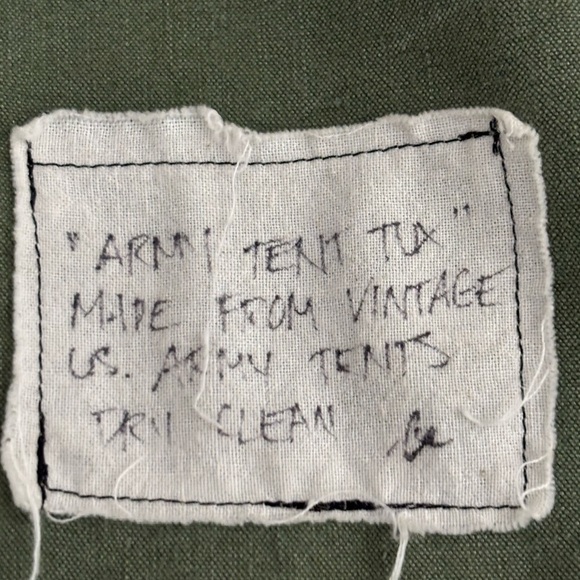 "ARMY TENT TUX"
MADE FROM VINTAGE
US. ARMY TENTS
DRY CLEAN